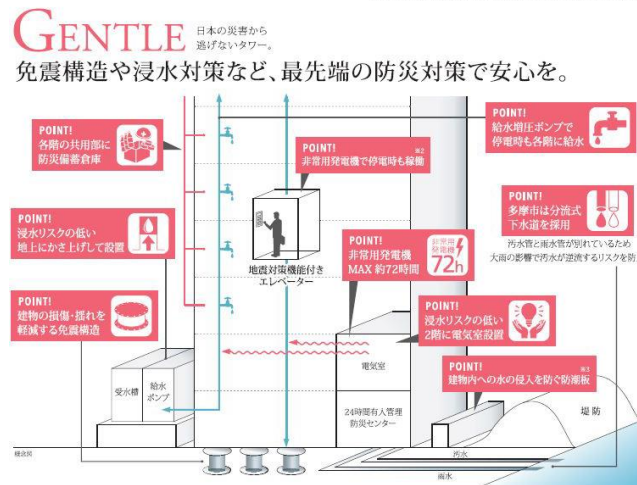 GENTLE
日本の災害から
逃げないタワー。
免震構造や浸水対策など、最先端の防災対策で安心を。
POINT!
各階の共用部に
防災備蓄倉庫
POINT!
給水増圧ポンプで
停電時も各階に給水
POINT! ※2
非常用発電機で停電時も稼働
POINT!
浸水リスクの低い
地上にかさ上げして設置
POINT!
多摩市は分流式
下水道を採用
汚水管と雨水管が別れているため
大雨の影響で汚水が逆流するリスクを防
地震対策機能付き
エレベーター
POINT!
非常用発電機
MAX 約72時間
非常用
発電機
72h
POINT!
建物の損傷・揺れを
軽減する免震構造
POINT!
浸水リスクの低い
2階に電気室設置
受水槽
給水
ポンプ
電気室
POINT! ※3
建物内への水の侵入を防ぐ防潮板
24時間有人管理
防災センター
堤防
概念図
汚水
雨水